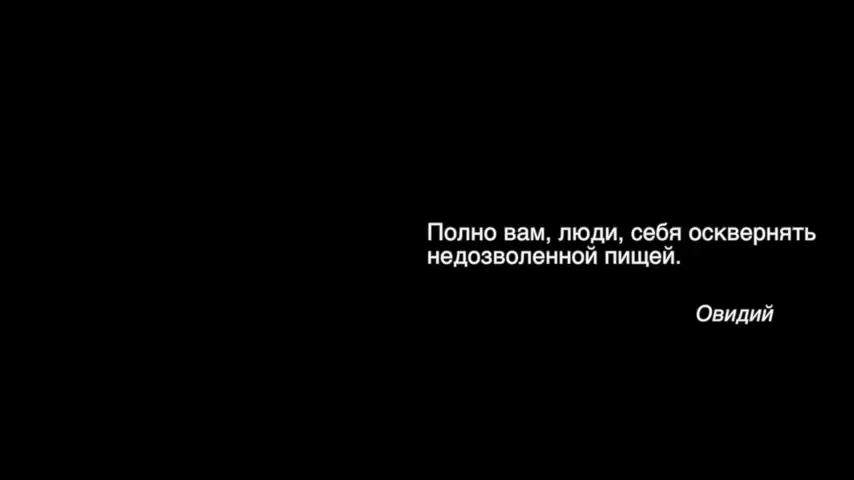 Полно вам, люди, себя осквернять
недозволенной пищей.
Овидий